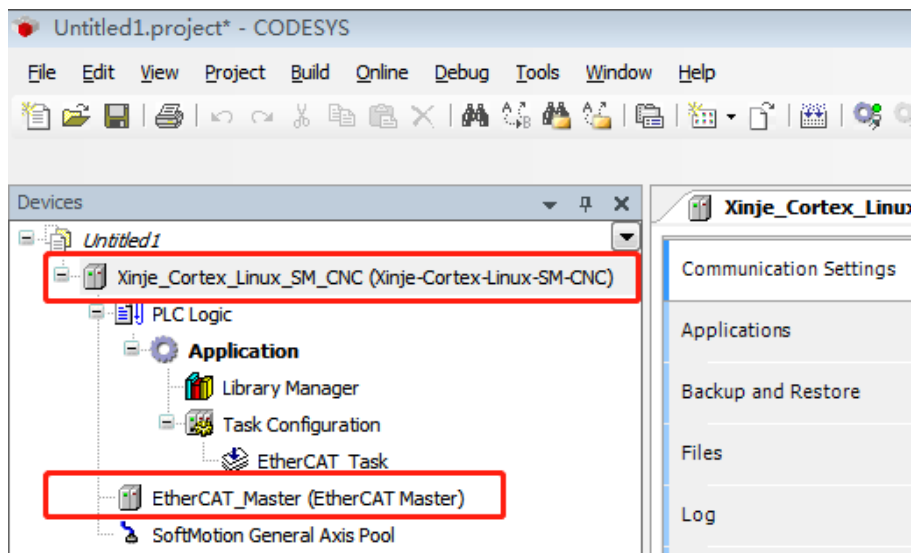 Untitled1.project* - CODESYS
File Edit View Project Build Online Debug Tools Window Help
Devices
Untitled1
Xinje_Cortex_Linux_SM_CNC (Xinje-Cortex-Linux-SM-CNC)
PLC Logic
Application
Library Manager
Task Configuration
EtherCAT_Task
EtherCAT_Master (EtherCAT Master)
SoftMotion General Axis Pool
Xinje_Cortex_Linux
Communication Settings
Applications
Backup and Restore
Files
Log